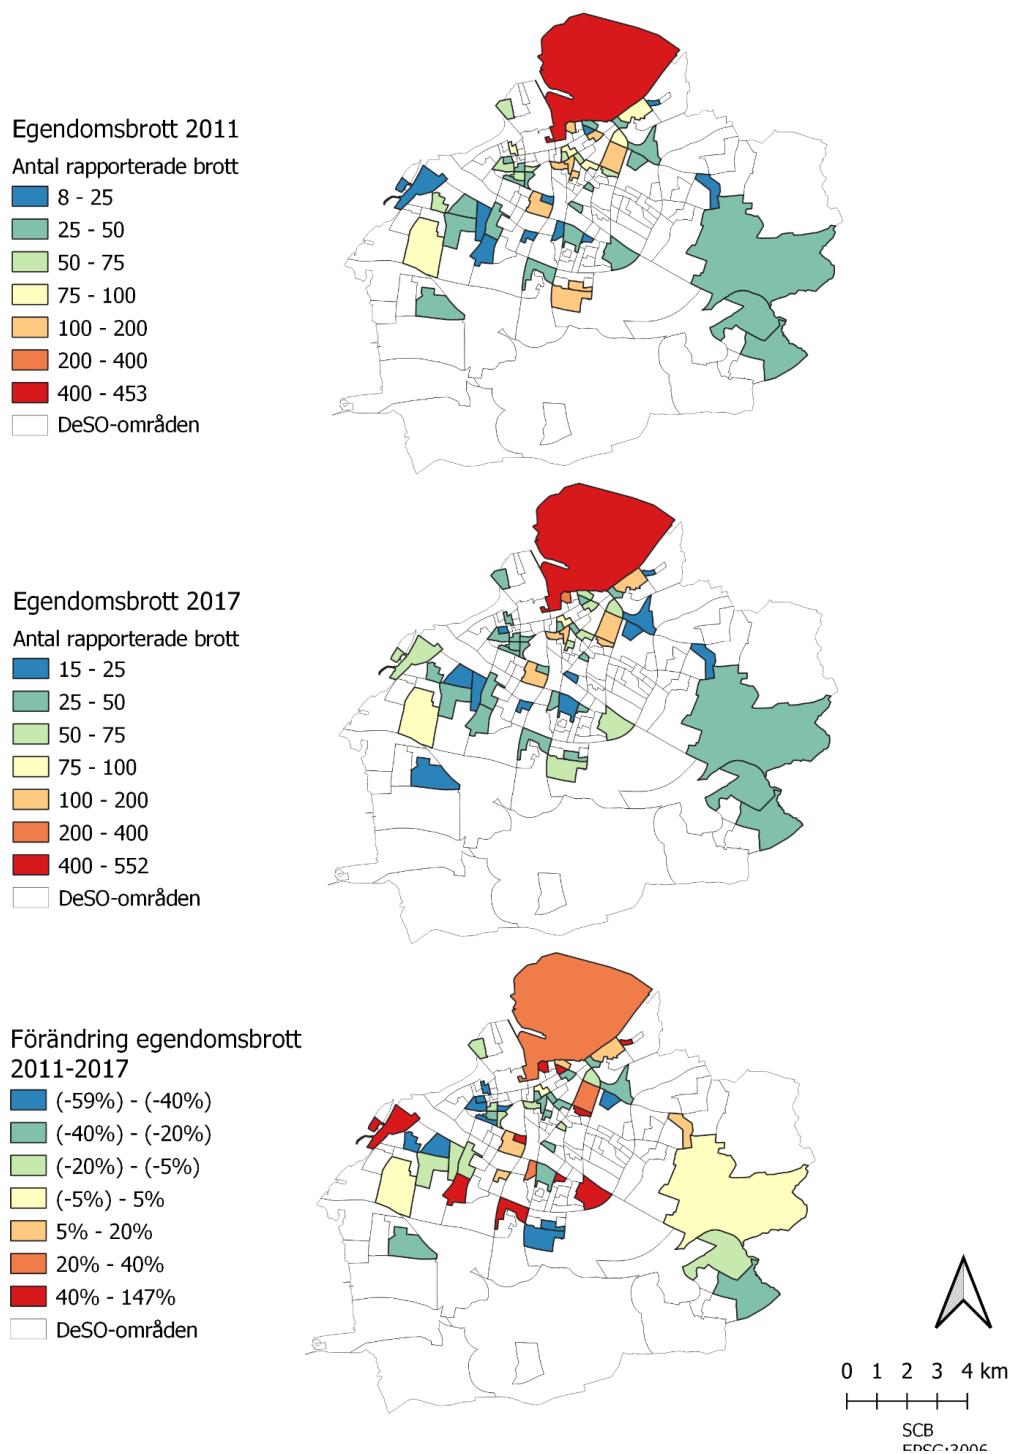 Egendomsbrott 2011
Antal rapporterade brott
8 - 25
25 - 50
50 - 75
75 - 100
100 - 200
200 - 400
400 - 453
DeSO-områden
Egendomsbrott 2017
Antal rapporterade brott
15 - 25
25 - 50
50 - 75
75 - 100
100 - 200
200 - 400
400 - 552
DeSO-områden
Förändring egendomsbrott
2011-2017
(-59%) - (-40%)
(-40%) - (-20%)
(-20%) - (-5%)
(-5%) - 5%
5% - 20%
20% - 40%
40% - 147%
DeSO-områden
0 1 2 3 4 km
SCB
EPSG:3006